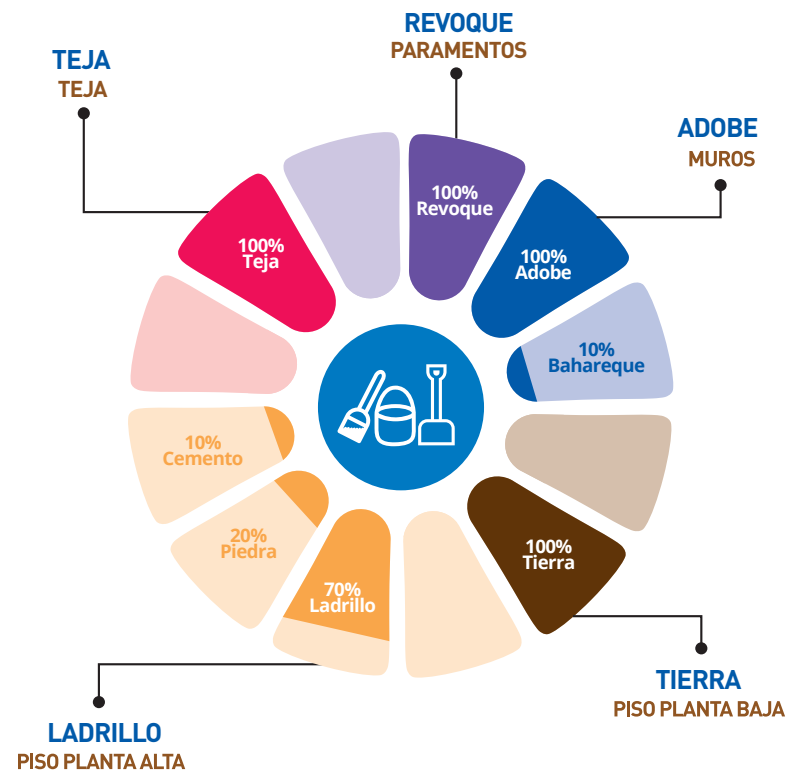 REVOQUE
PARAMENTOS
TEJA
TEJA
ADOBE
MUROS
100%
Revoque
100%
Teja
100%
Adobe
10%
Bahareque
10%
Cemento
20%
Piedra
100%
Tierra
70%
Ladrillo
TIERRA
PISO PLANTA BAJA
LADRILLO
PISO PLANTA ALTA